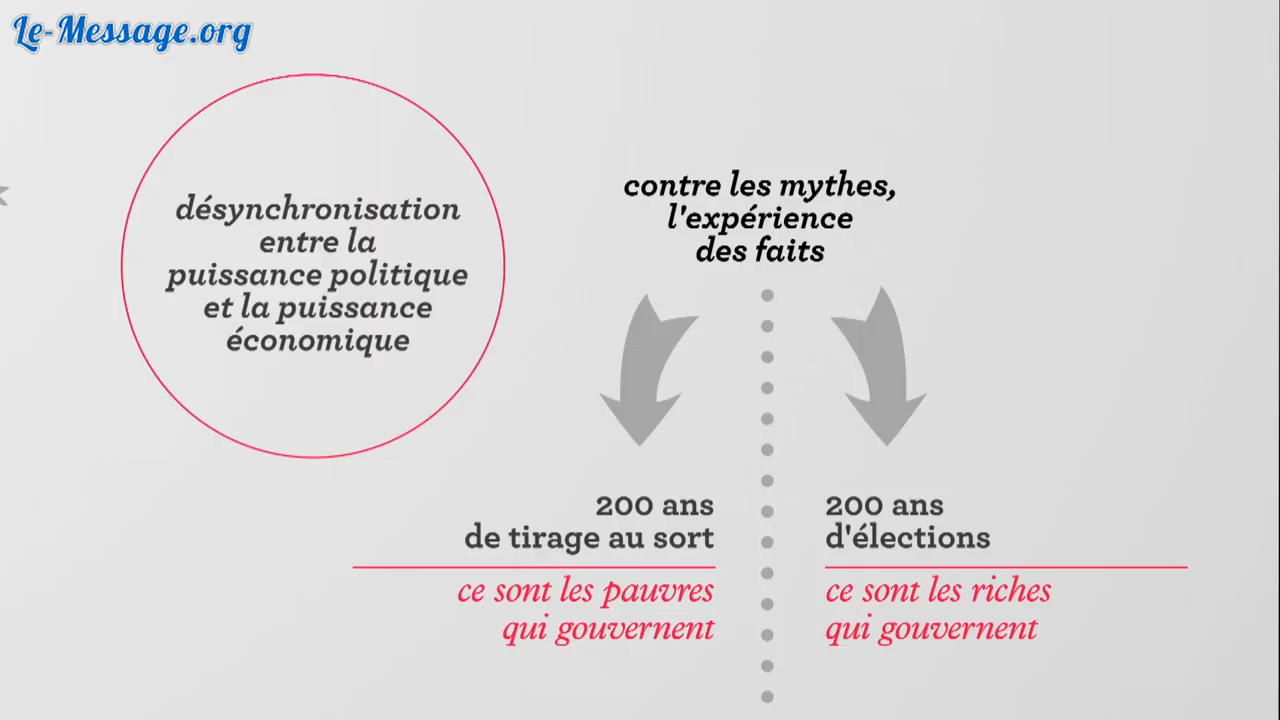 Le-Message.org
désynchronisation
entre la
puissance politique
et la puissance
économique
contre les mythes,
l'expérience
des faits
200 ans
de tirage au sort
ce sont les pauvres
qui gouvernent
200 ans
d'élections
ce sont les riches
qui gouvernent